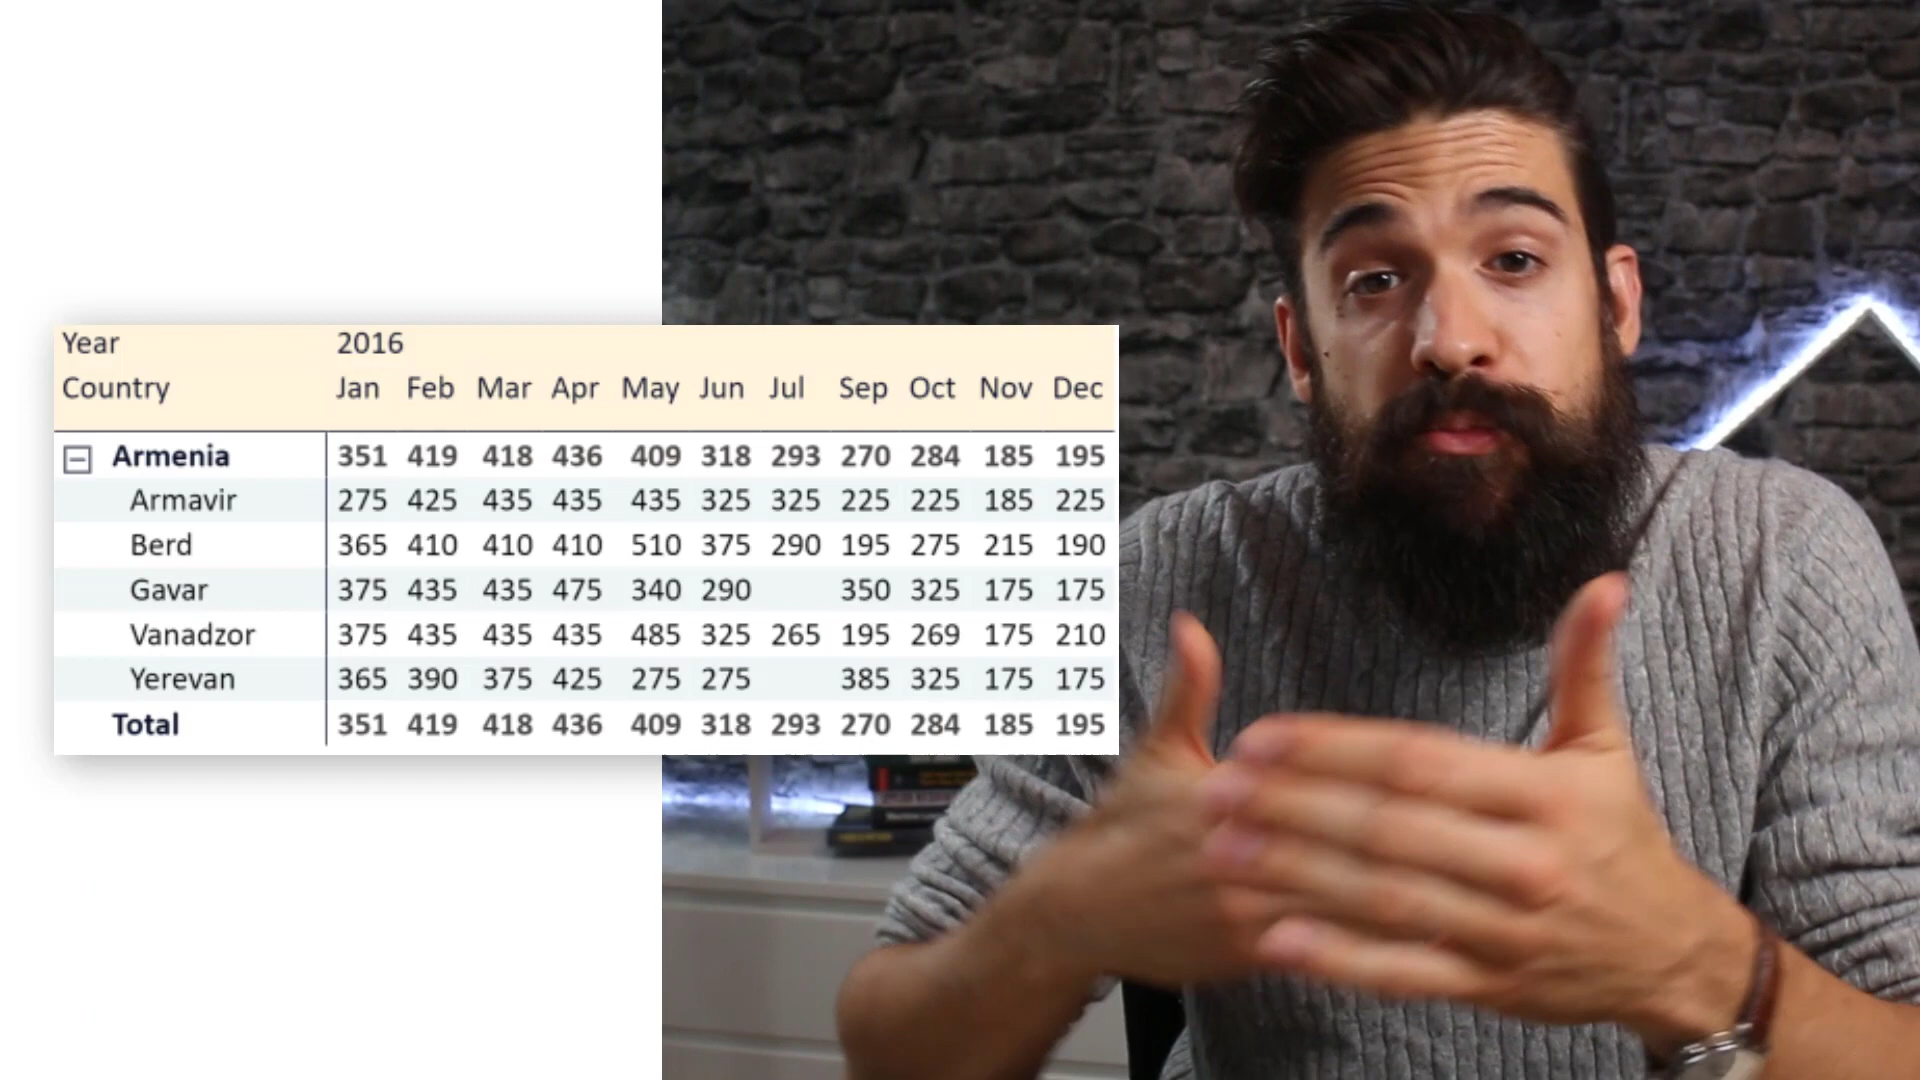 Year 2016
Country Jan Feb Mar Apr May Jun Jul Sep Oct Nov Dec
Armenia 351 419 418 436 409 318 293 270 284 185 195
Armavir 275 425 435 435 435 325 325 225 225 185 225
Berd 365 410 410 410 510 375 290 195 275 215 190
Gavar 375 435 435 475 340 290 350 325 175 175
Vanadzor 375 435 435 435 485 325 265 195 269 175 210
Yerevan 365 390 375 425 275 275 385 325 175 175
Total 351 419 418 436 409 318 293 270 284 185 195